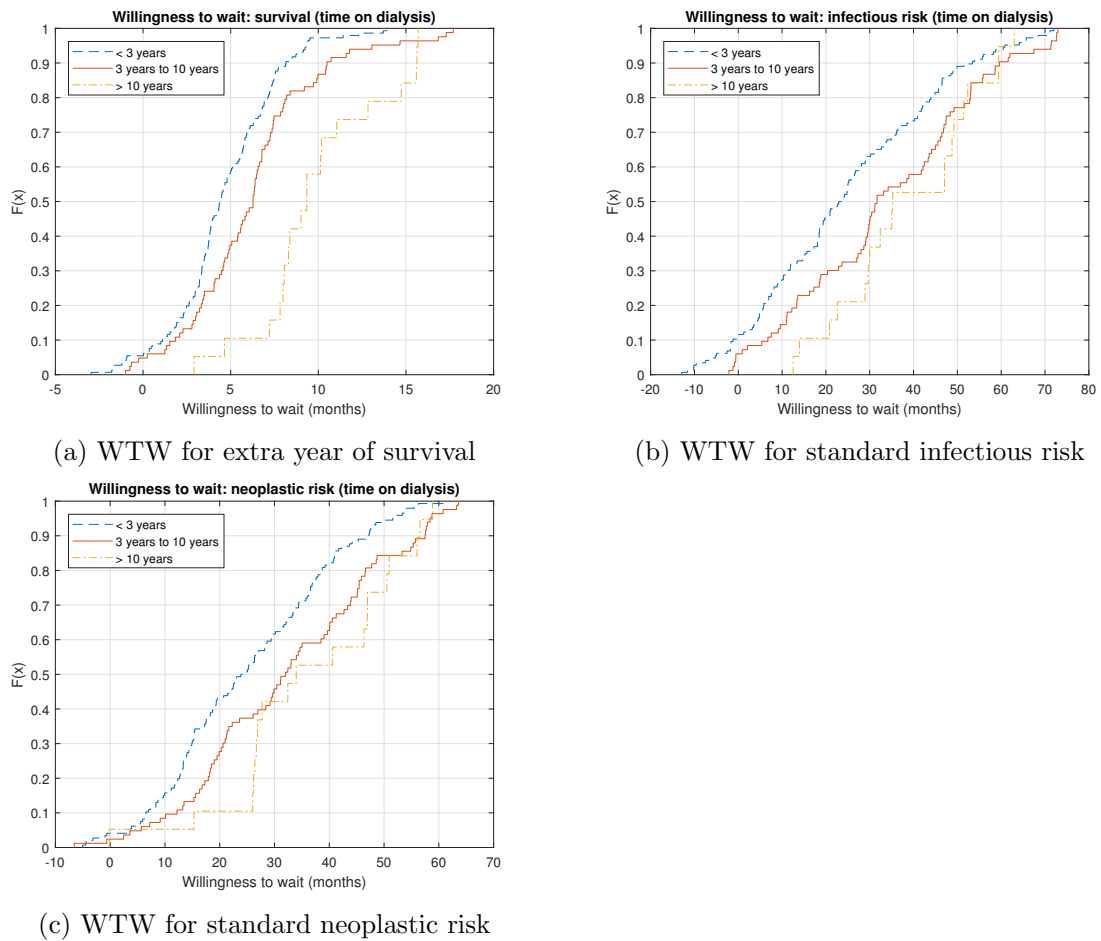 Willingness to wait: survival (time on dialysis)
< 3 years
3 years to 10 years
> 10 years
1
0.9
0.8
0.7
0.6
0.5
0.4
0.3
0.2
0.1
0
F(x)
-5 0 5 10 15 20
Willingness to wait (months)
(a) WTW for extra year of survival
Willingness to wait: infectious risk (time on dialysis)
< 3 years
3 years to 10 years
> 10 years
1
0.9
0.8
0.7
0.6
0.5
0.4
0.3
0.2
0.1
0
F(x)
-20 -10 0 10 20 30 40 50 60 70 80
Willingness to wait (months)
(b) WTW for standard infectious risk
Willingness to wait: neoplastic risk (time on dialysis)
< 3 years
3 years to 10 years
> 10 years
1
0.9
0.8
0.7
0.6
0.5
0.4
0.3
0.2
0.1
0
F(x)
-10 0 10 20 30 40 50 60 70
Willingness to wait (months)
(c) WTW for standard neoplastic risk